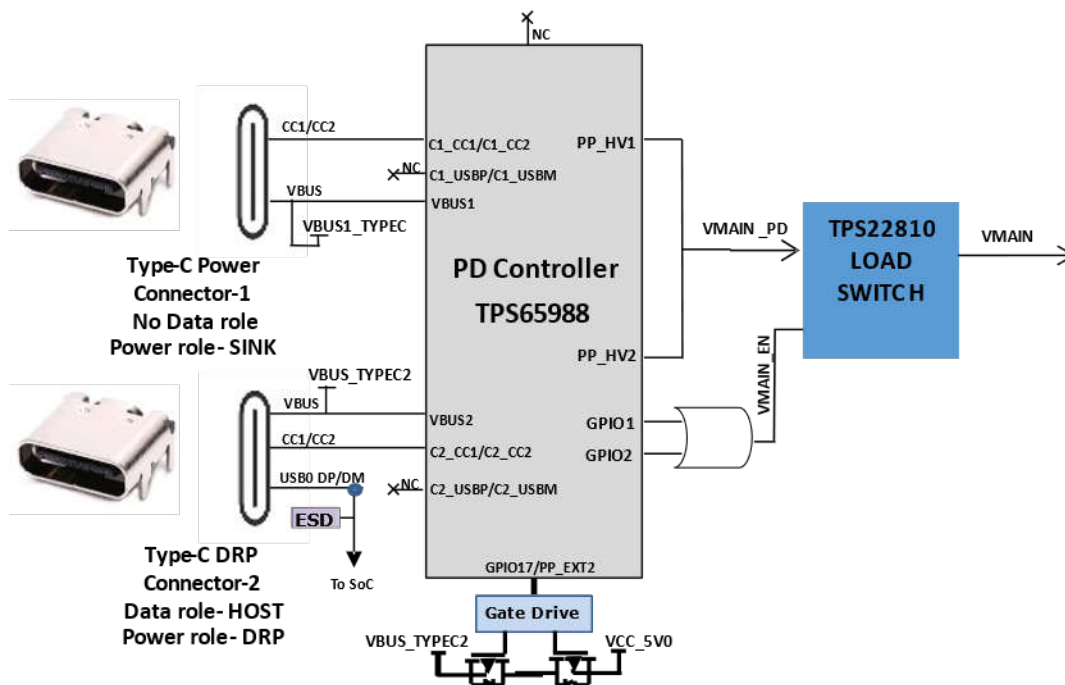 NC
CC1/CC2
C1_CC1/C1_CC2
PP_HV1
NC
C1_USBP/C1_USBM
VBUS
VBUS1
VBUS1_TYPEC
VMAIN _PD
TPS22810
LOAD
SWITCH
VMAIN
PD Controller
TPS65988
Type-C Power
Connector-1
No Data role
Power role- SINK
PP_HV2
VMAIN_EN
VBUS_TYPEC2
VBUS
VBUS2
GPIO1
CC1/CC2
C2_CC1/C2_CC2
GPIO2
USB0 DP/DM
NC
C2_USBP/C2_USBM
ESD
Type-C DRP
Connector-2
Data role- HOST
Power role- DRP
To SoC
GPIO17/PP_EXT2
Gate Drive
VBUS_TYPEC2
VCC_5V0